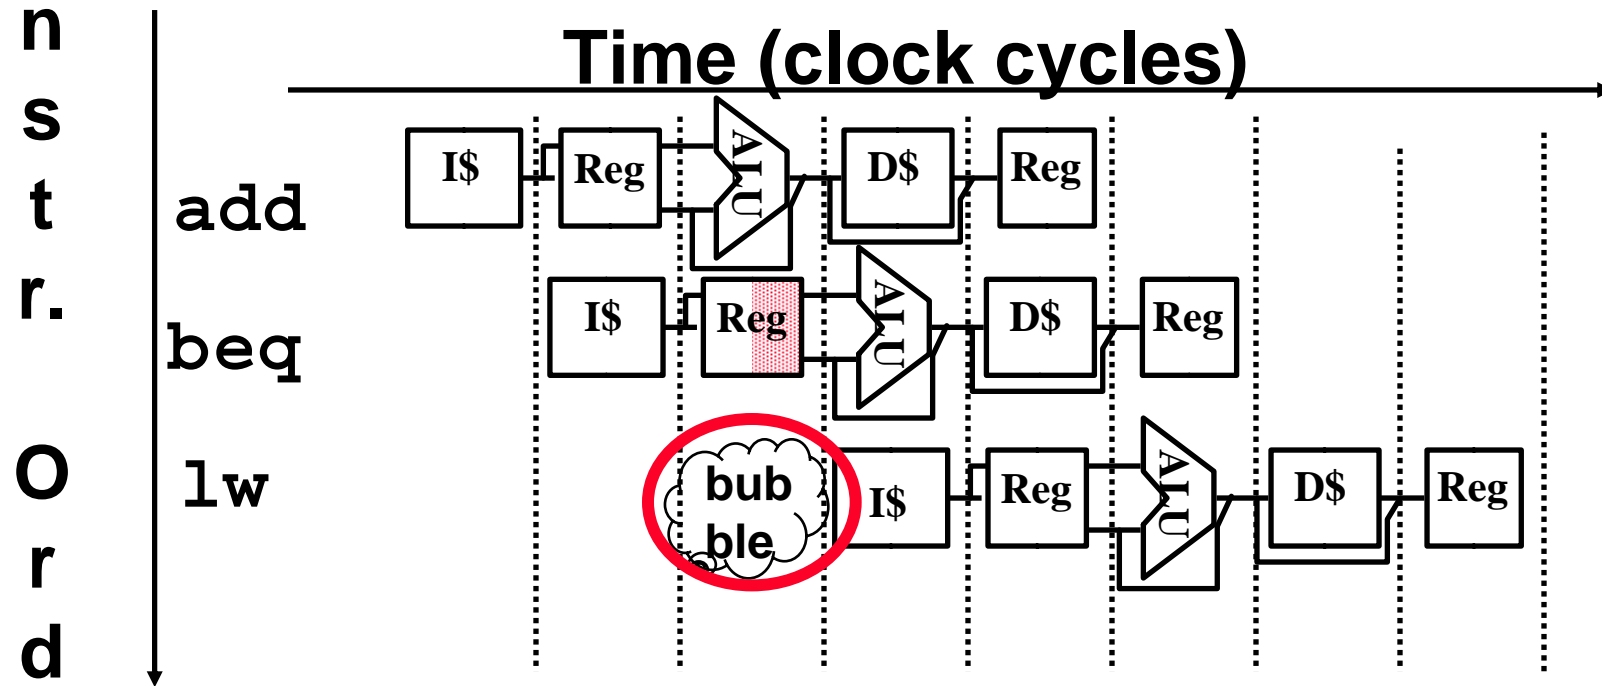 Time (clock cycles)
n
s
t
r.
O
r
d
add
I$ Reg ALU D$ Reg
beq
I$ Reg ALU D$ Reg
lw
bub
ble
I$ Reg ALU D$ Reg